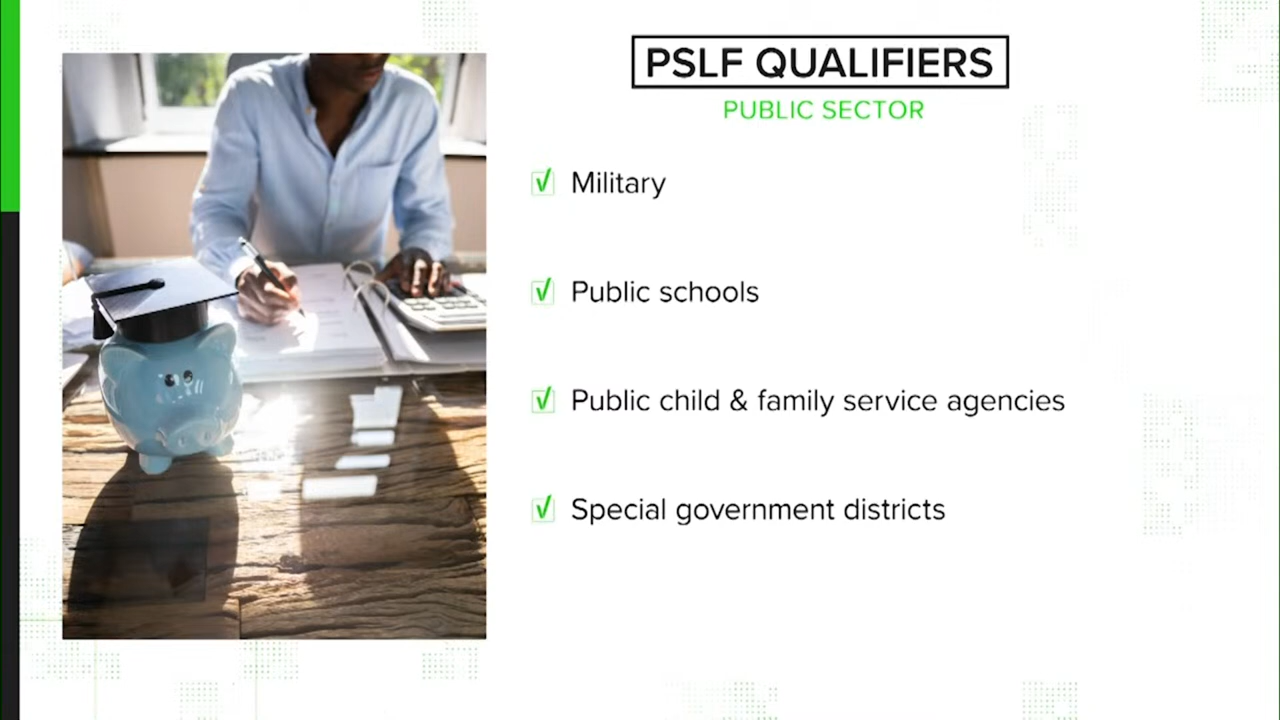 PSLF QUALIFIERS
PUBLIC SECTOR
Military
Public schools
Public child & family service agencies
Special government districts